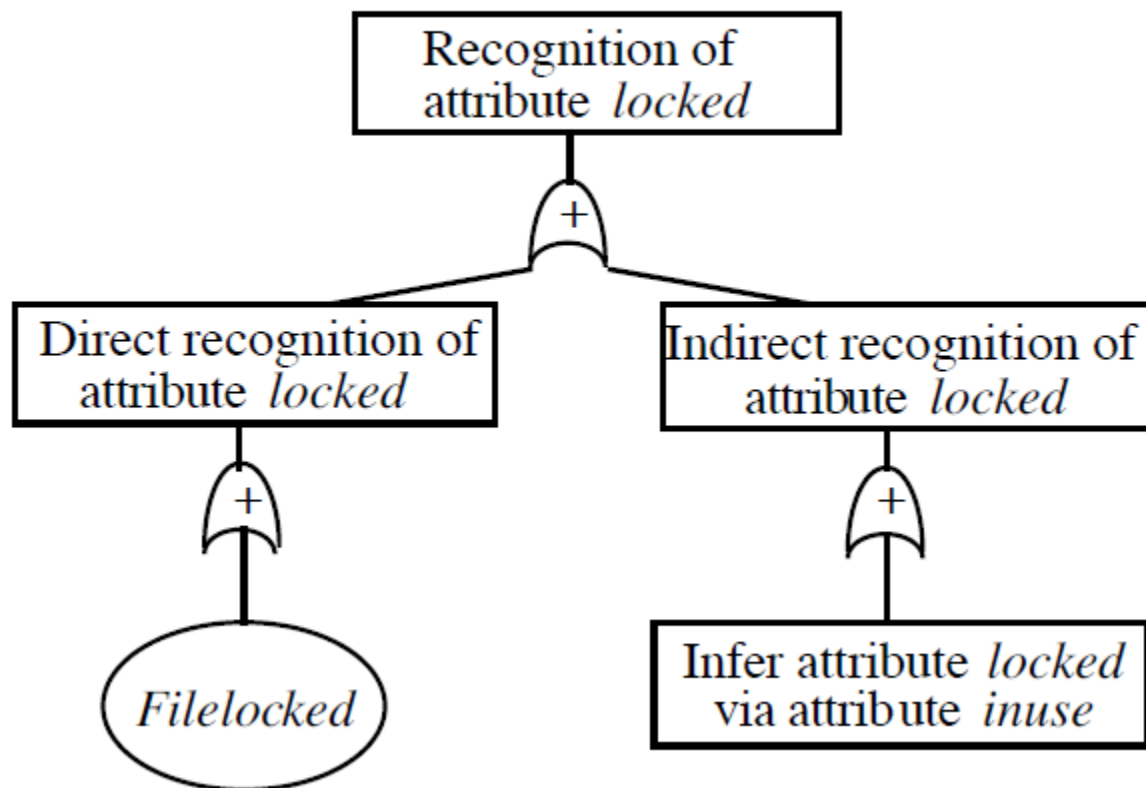 Recognition of
attribute locked
+
Direct recognition of
attribute locked
Indirect recognition of
attribute locked
+
+
Filelocked
Infer attribute locked
via attribute inuse